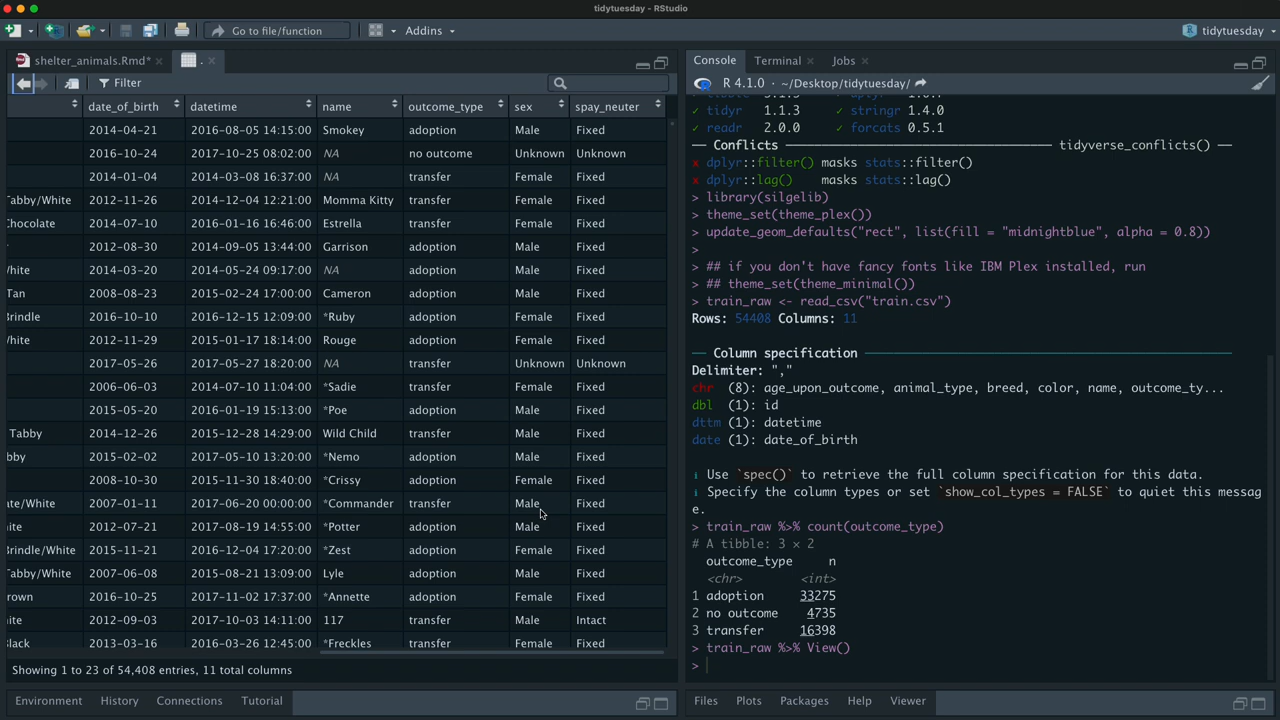 tidytuesday - RStudio
Go to file/function
Addins
tidytuesday
shelter_animals.Rmd*
.
Filter
date_of_birth datetime name outcome_type sex spay_neuter
2014-04-21 2016-08-05 14:15:00 Smokey adoption Male Fixed
2016-10-24 2017-10-25 08:02:00 NA no outcome Unknown Unknown
2014-01-04 2014-03-08 16:37:00 NA transfer Female Fixed
Tabby/White 2012-11-26 2014-12-04 12:21:00 Momma Kitty transfer Female Fixed
Chocolate 2014-07-10 2016-01-16 16:46:00 Estrella transfer Female Fixed
2012-08-30 2014-09-05 13:44:00 Garrison adoption Male Fixed
White 2014-03-20 2014-05-24 09:17:00 NA adoption Male Fixed
Tan 2008-08-23 2015-02-24 17:00:00 Cameron adoption Male Fixed
Brindle 2016-10-10 2016-12-15 12:09:00 *Ruby adoption Female Fixed
White 2012-11-29 2015-01-17 18:14:00 Rouge adoption Male Fixed
2017-05-27 2017-05-27 18:20:00 NA transfer Unknown Unknown
2006-06-03 2014-07-10 11:04:00 *Sadie transfer Female Fixed
2015-05-20 2016-01-19 15:13:00 *Poe adoption Male Fixed
Tabby 2014-12-26 2015-12-28 14:29:00 Wild Child transfer Male Fixed
bby 2017-02-02 2017-05-10 13:20:00 *Nemo adoption Male Fixed
2008-10-30 2015-11-30 18:40:00 *Crissy adoption Female Fixed
ate/White 2007-01-11 2017-06-20 00:00:00 *Commander transfer Male Fixed
ite 2012-07-21 2017-08-19 14:55:00 *Potter adoption Male Fixed
Brindle/White 2015-11-21 2016-12-04 17:20:00 *Zest adoption Female Fixed
Tabby/White 2007-06-08 2015-08-21 13:09:00 Lyle adoption Male Fixed
rown 2016-10-25 2017-11-02 17:37:00 *Annette adoption Female Fixed
ite 2012-09-03 2017-10-03 14:11:00 117 transfer Male Intact
lack 2013-03-16 2016-03-26 12:45:00 *Freckles transfer Female Fixed
Showing 1 to 23 of 54,408 entries, 11 total columns
Environment History Connections Tutorial
Console Terminal Jobs
R 4.1.0 · ~/Desktop/tidytuesday/
✓ tidyr 1.1.3 ✓ stringr 1.4.0
✓ readr 2.0.0 ✓ forcats 0.5.1
— Conflicts — tidyverse_conflicts() —
x dplyr::filter() masks stats::filter()
x dplyr::lag() masks stats::lag()
> library(silgelib)
> theme_set(theme_plex())
> update_geom_defaults("rect", list(fill = "midnightblue", alpha = 0.8))
>
> ## if you don't have fancy fonts like IBM Plex installed, run
> ## theme_set(theme_minimal())
> train_raw <- read_csv("train.csv")
Rows: 54408 Columns: 11
— Column specification —
Delimiter: ","
chr (8): age_upon_outcome, animal_type, breed, color, name, outcome_ty...
dbl (1): id
dttm (1): datetime
date (1): date_of_birth
ℹ Use `spec()` to retrieve the full column specification for this data.
ℹ Specify the column types or set `show_col_types = FALSE` to quiet this messag
e.
> train_raw %>% count(outcome_type)
# A tibble: 3 × 2
outcome_type n
<chr> <int>
1 adoption 33275
2 no outcome 4735
3 transfer 16398
> train_raw %>% View()
>
Files Plots Packages Help Viewer